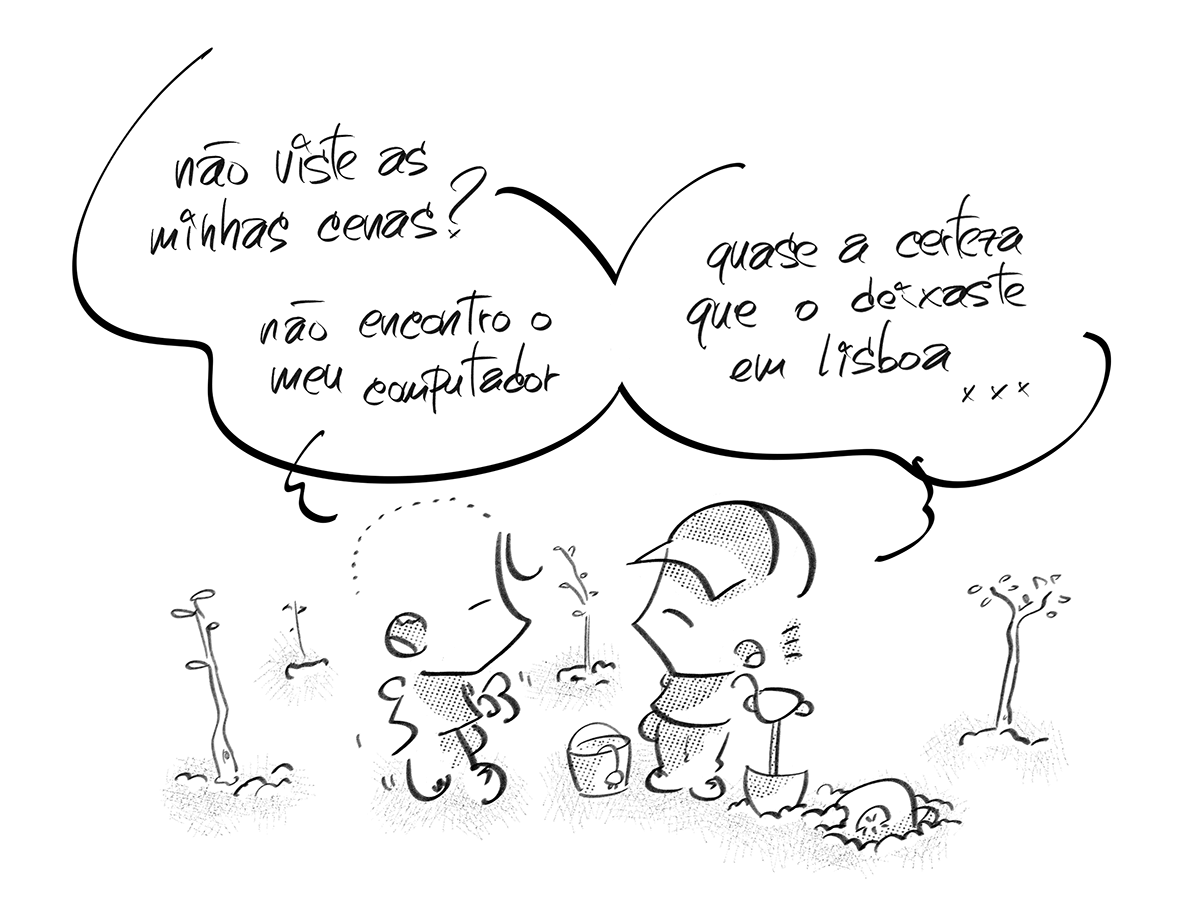 não viste as
minhas cenas?
não encontro o
meu computador
quase a certeza
que o deixaste
em lisboa
...